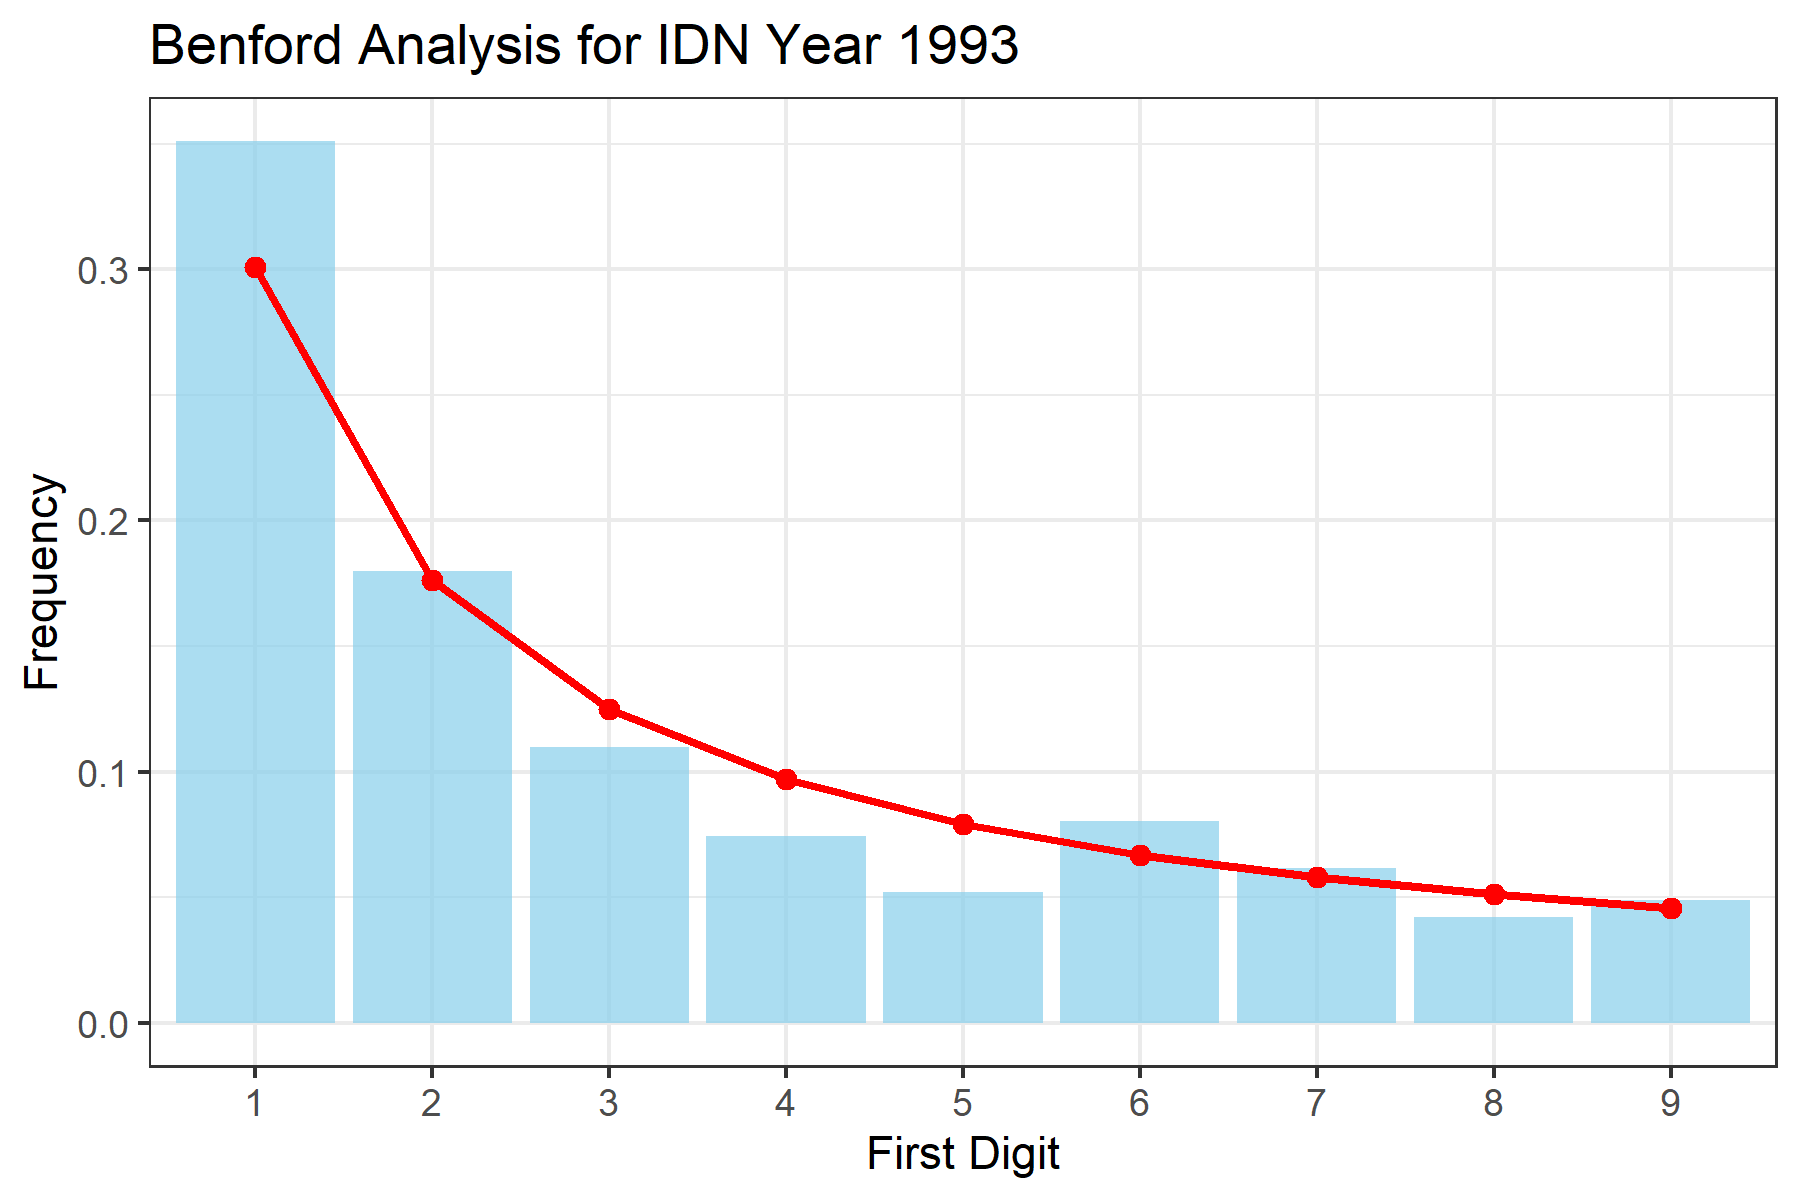 Benford Analysis for IDN Year 1993
Frequency
0.3
0.2
0.1
0.0
1 2 3 4 5 6 7 8 9
First Digit